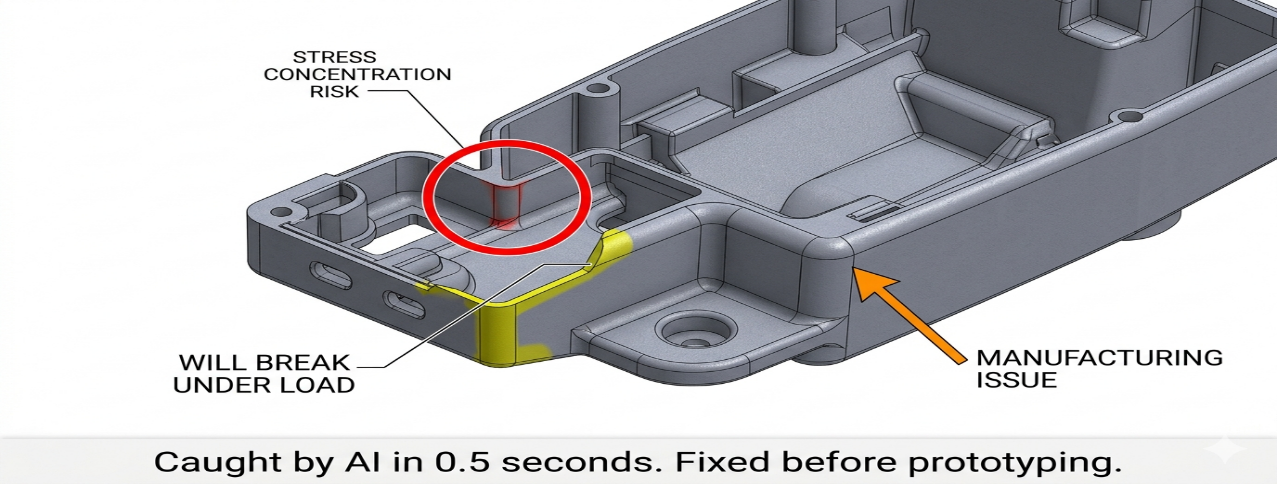 STRESS
CONCENTRATION
RISK
WILL BREAK
UNDER LOAD
MANUFACTURING
ISSUE
Caught by AI in 0.5 seconds. Fixed before prototyping.